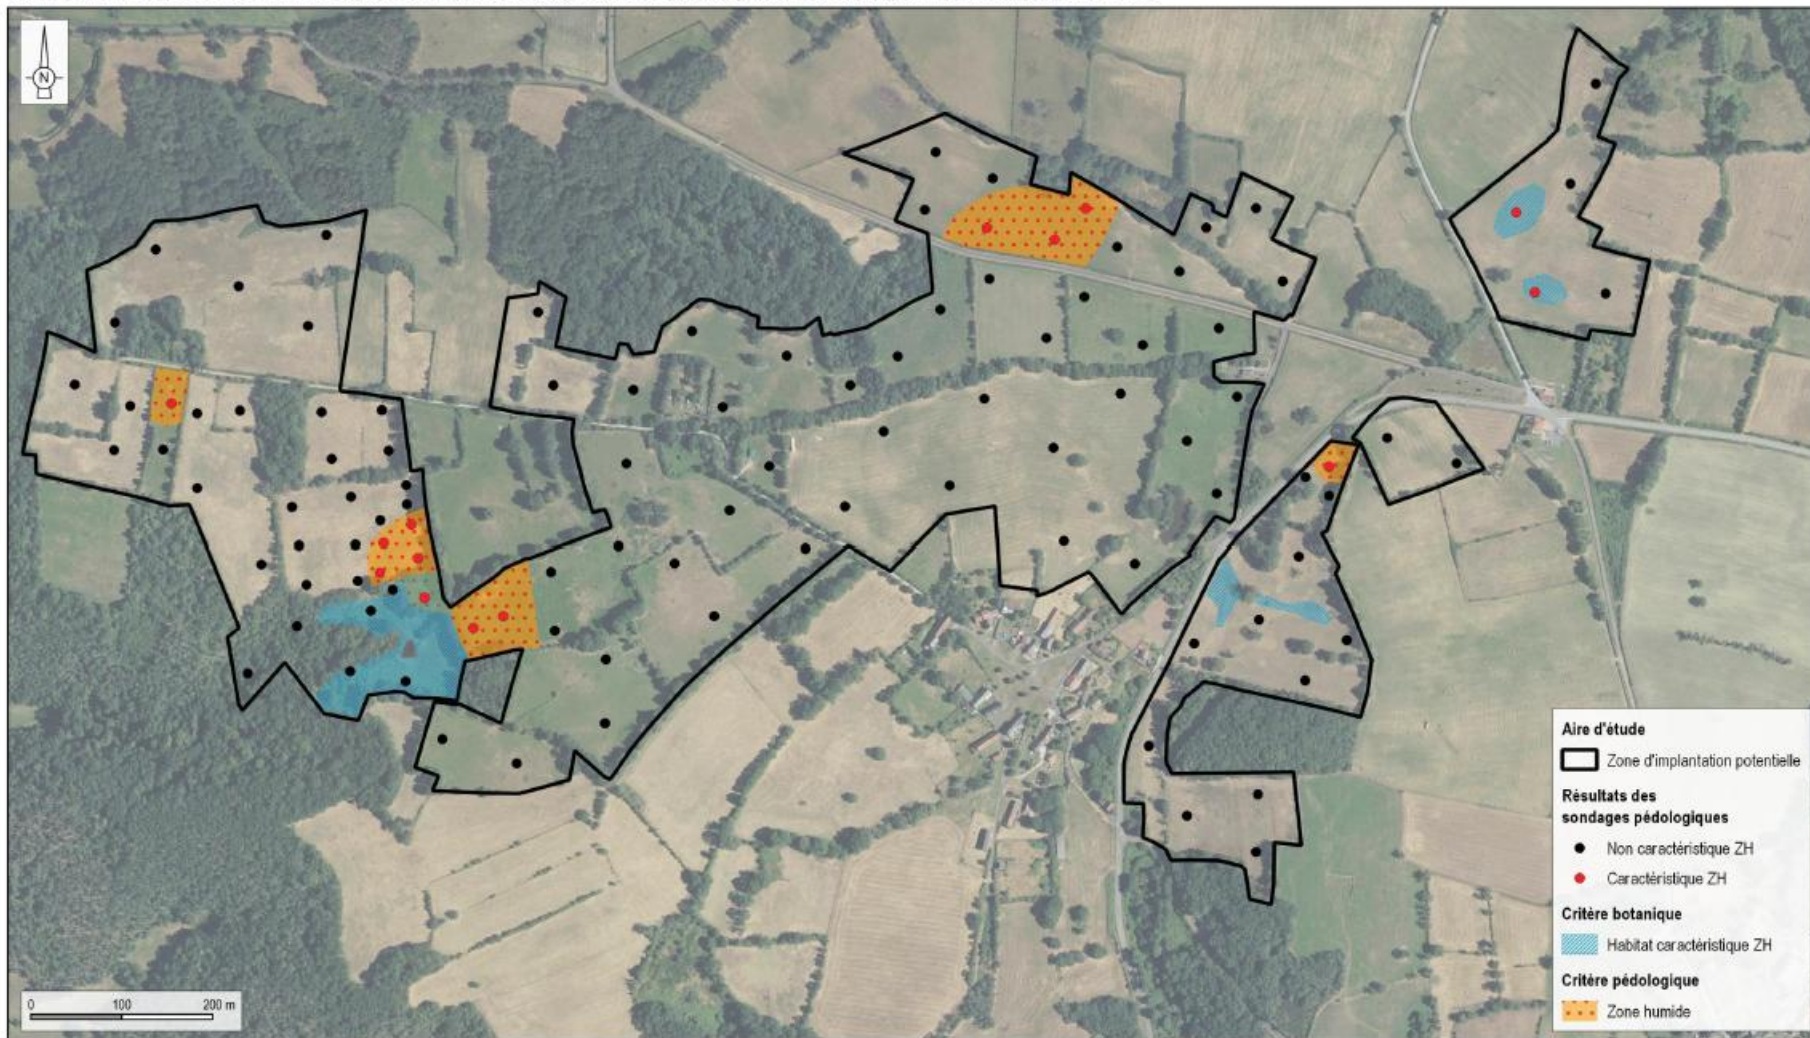 N
Aire d'étude
Zone d'implantation potentielle
Résultats des
sondages pédologiques
Non caractéristique ZH
Caractéristique ZH
Critère botanique
Habitat caractéristique ZH
Critère pédologique
Zone humide
0 100 200 m